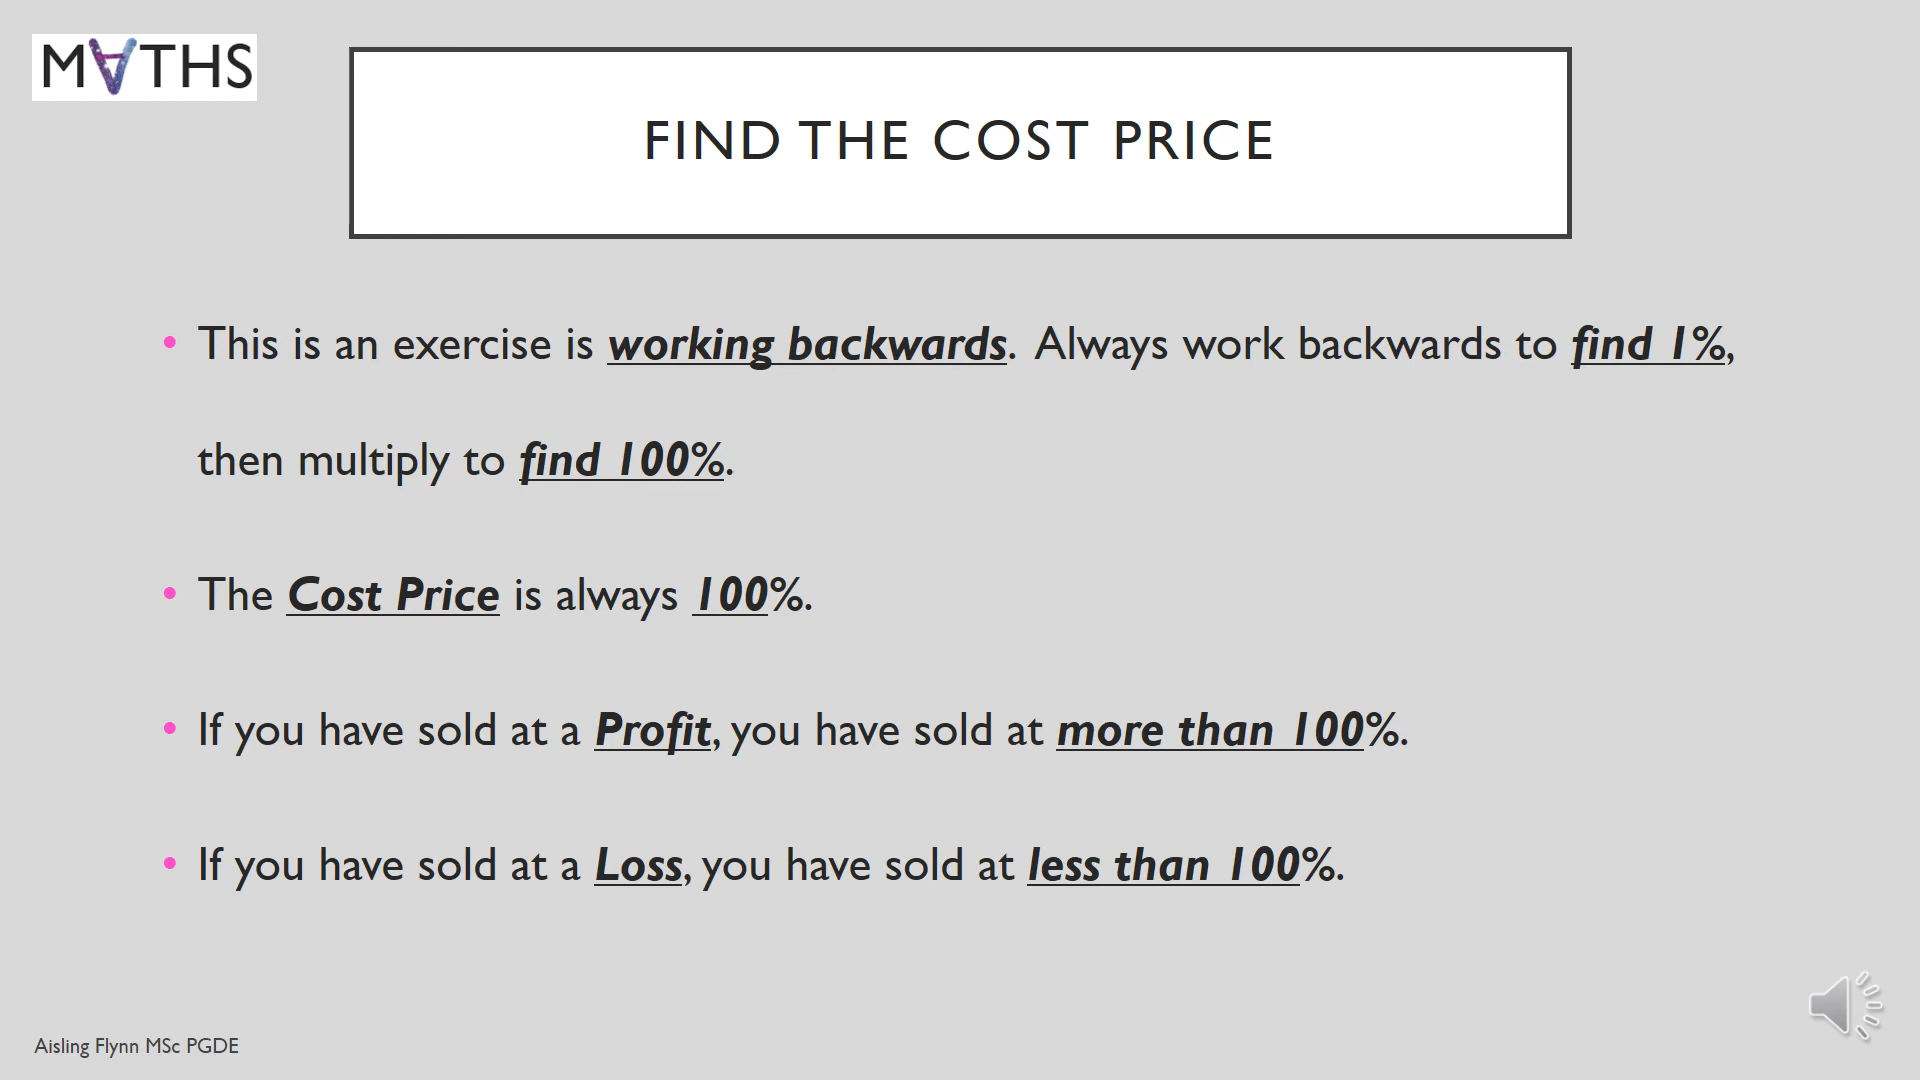 M∀THS
FIND THE COST PRICE
• This is an exercise is working backwards. Always work backwards to find 1%,
then multiply to find 100%.
• The Cost Price is always 100%.
• If you have sold at a Profit, you have sold at more than 100%.
• If you have sold at a Loss, you have sold at less than 100%.
Aisling Flynn MSc PGDE